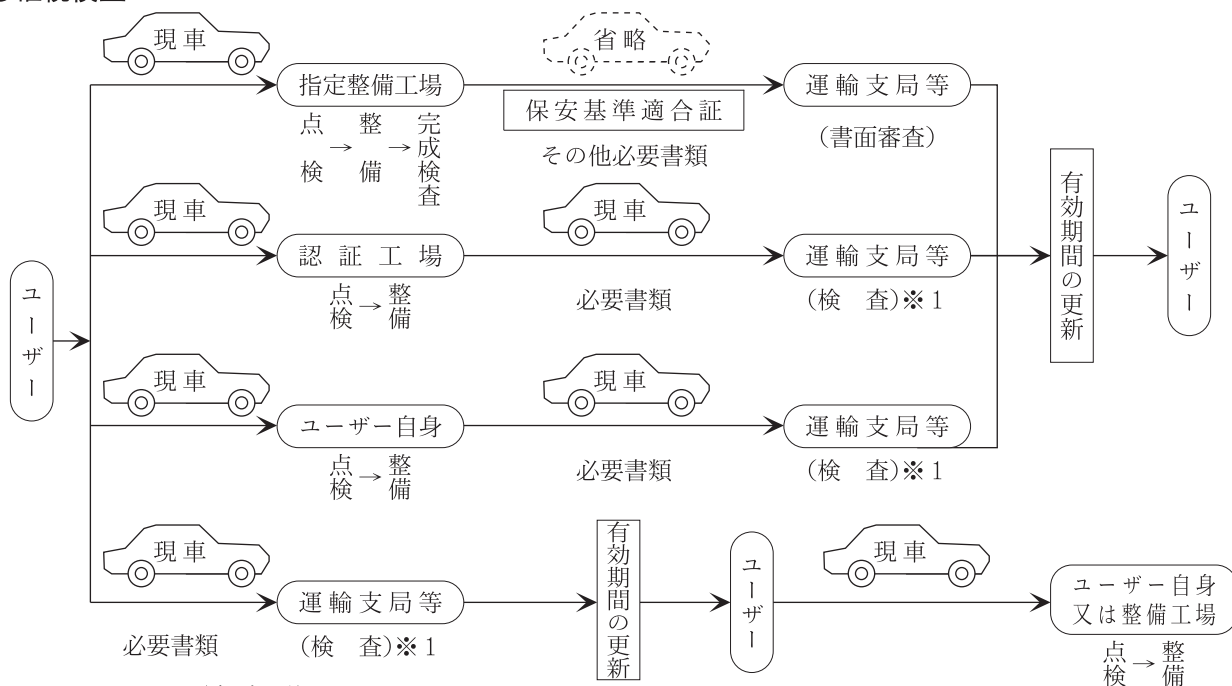 現車
省略
指定整備工場
運輸支局等
保安基準適合証
点検→整備→完成検査
その他必要書類
(書面審査)
現車
現車
認証工場
運輸支局等
点検→整備
必要書類
(検 査)※1
有効期間の更新
ユーザー
ユーザー
現車
現車
ユーザー自身
運輸支局等
点検→整備
必要書類
(検 査)※1
現車
運輸支局等
必要書類
(検 査)※1
有効期間の更新
ユーザー
現車
ユーザー自身
又は整備工場
点検→整備